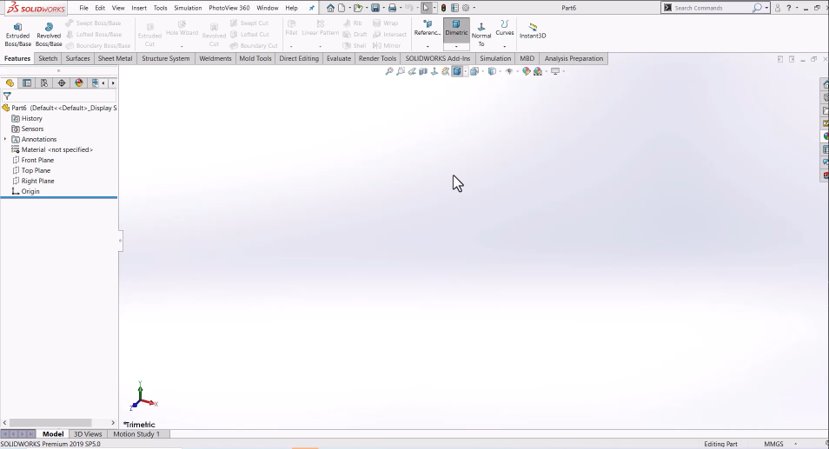 SOLIDWORKS File Edit View Insert Tools Simulation PhotoView 360 Window Help Part6 Search Commands
Extruded Boss/Base Revolved Boss/Base Swept Boss/Base Lofted Boss/Base Boundary Boss/Base Extruded Cut Hole Wizard Revolved Cut Swept Cut Lofted Cut Boundary Cut Fillet Linear Pattern Rib Draft Shell Wrap Intersect Mirror Referenc... Dimetric Normal To Curves Instant3D
Features Sketch Surfaces Sheet Metal Structure System Weldments Mold Tools Direct Editing Evaluate Render Tools SOLIDWORKS Add-Ins Simulation MBD Analysis Preparation
Part6 (Default<<Default>_Display S
History
Sensors
Annotations
Material <not specified>
Front Plane
Top Plane
Right Plane
Origin
Y
X
Z
*Trimetric
Model 3D Views Motion Study 1
SOLIDWORKS Premium 2019 SP5.0 Editing Part MMGS